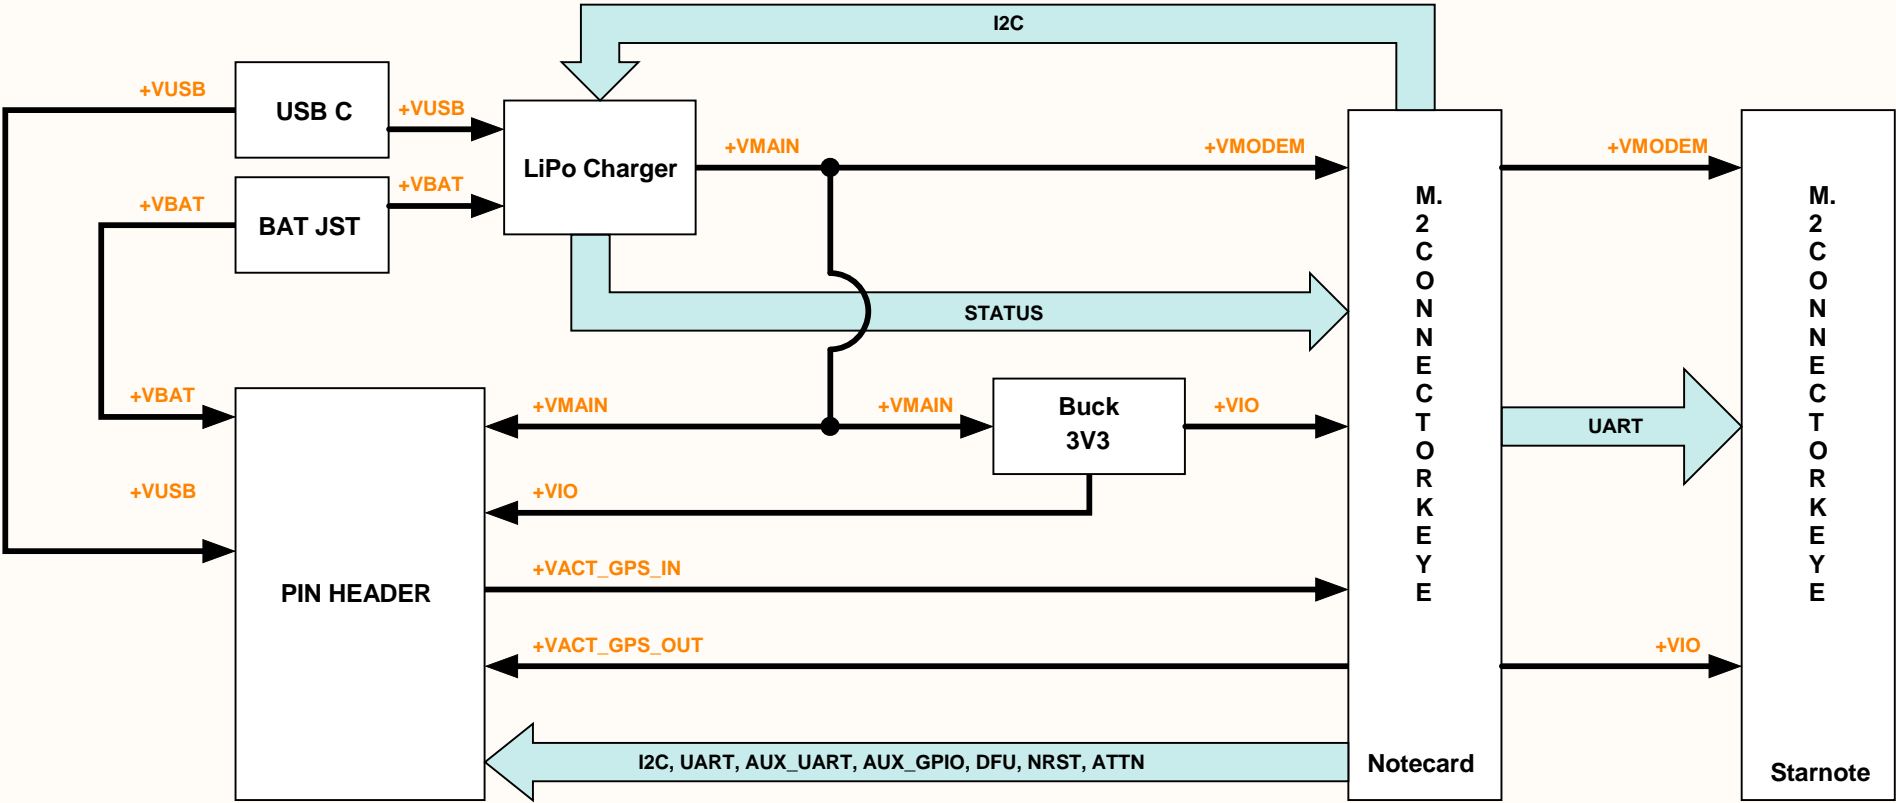 I2C
+VUSB
USB C
+VUSB
LiPo Charger
+VMAIN
+VMODEM
+VMODEM
+VBAT
BAT JST
+VBAT
STATUS
+VBAT
+VUSB
PIN HEADER
+VMAIN
+VMAIN
Buck
3V3
+VIO
+VIO
+VACT_GPS_IN
+VACT_GPS_OUT
I2C, UART, AUX_UART, AUX_GPIO, DFU, NRST, ATTN
M.
2
C
O
N
N
E
C
T
O
R
K
E
Y
E
Notecard
UART
+VIO
M.
2
C
O
N
N
E
C
T
O
R
K
E
Y
E
Starnote